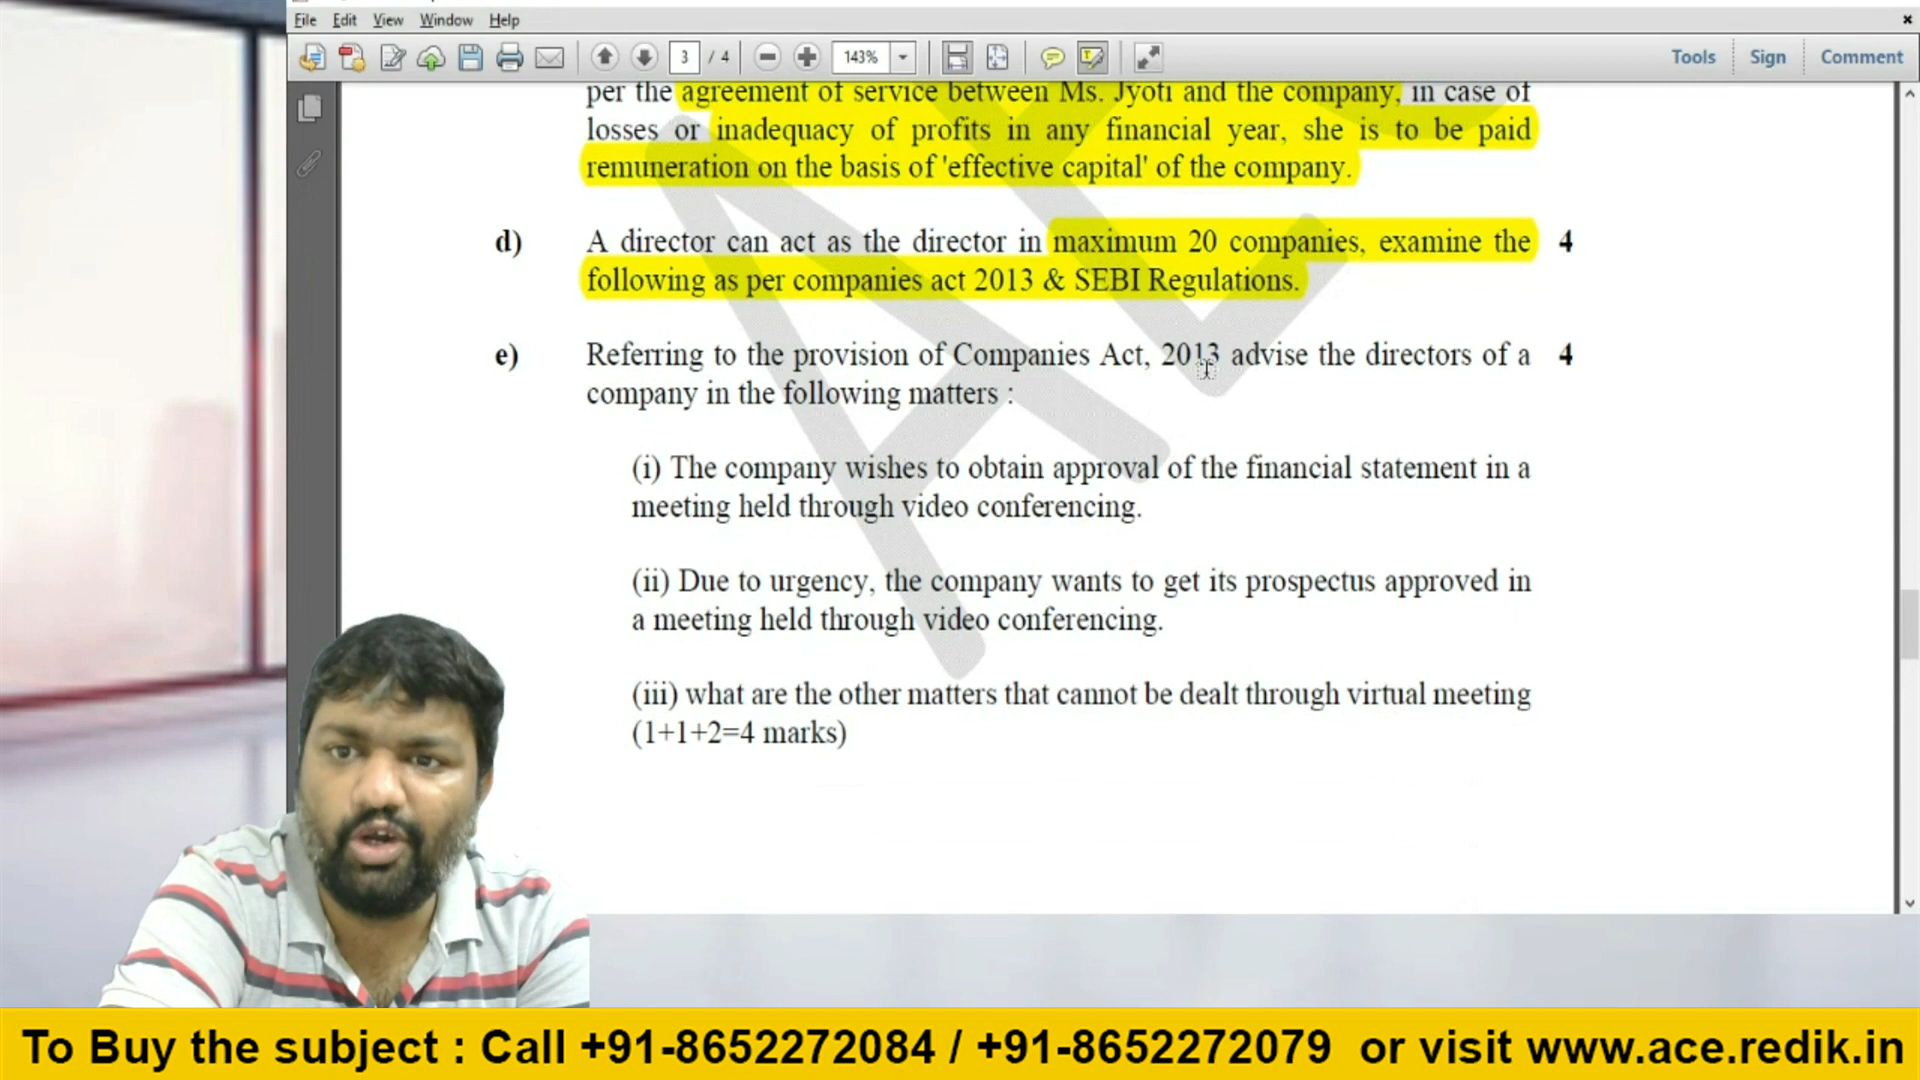 File Edit View Window Help
3 / 4 143% Tools Sign Comment
per the agreement of service between Ms. Jyoti and the company, in case of
losses or inadequacy of profits in any financial year, she is to be paid
remuneration on the basis of 'effective capital' of the company.
d) A director can act as the director in maximum 20 companies, examine the 4
following as per companies act 2013 & SEBI Regulations.
e) Referring to the provision of Companies Act, 2013 advise the directors of a 4
company in the following matters :
(i) The company wishes to obtain approval of the financial statement in a
meeting held through video conferencing.
(ii) Due to urgency, the company wants to get its prospectus approved in
a meeting held through video conferencing.
(iii) what are the other matters that cannot be dealt through virtual meeting
(1+1+2=4 marks)
To Buy the subject : Call +91-8652272084 / +91-8652272079 or visit www.ace.redik.in